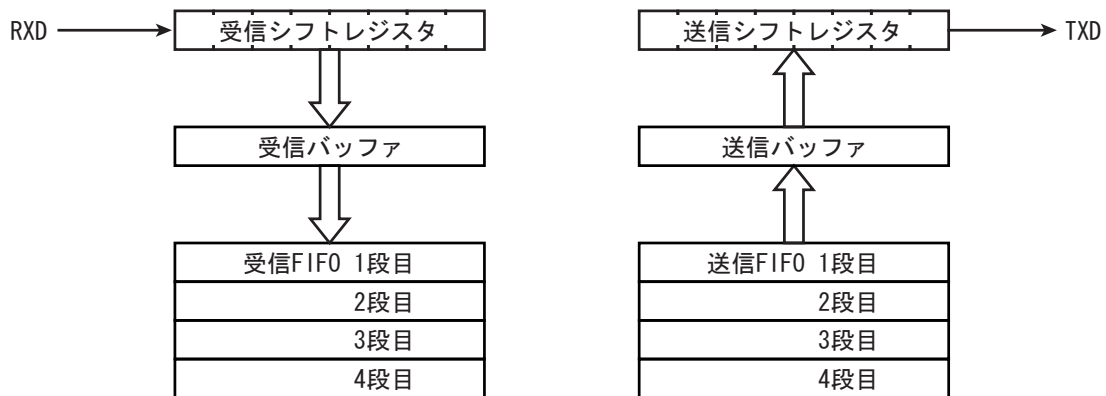 RXD
受信シフトレジスタ
送信シフトレジスタ
TXD
受信バッファ
送信バッファ
受信FIFO 1段目
2段目
3段目
4段目
送信FIFO 1段目
2段目
3段目
4段目